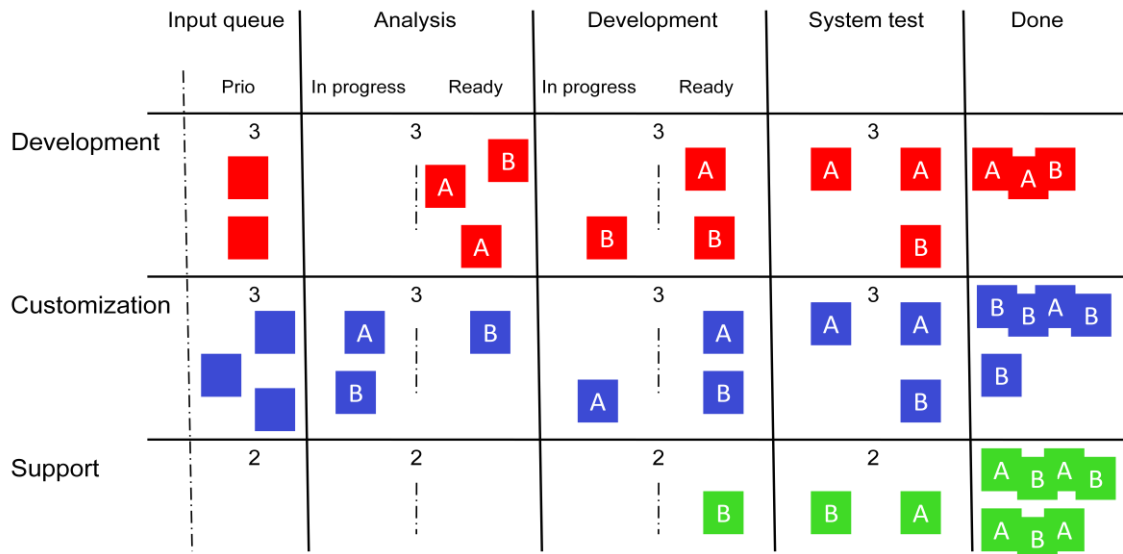 Input queue Analysis Development System test Done
Prio In progress Ready In progress Ready
Development 3 3 3 3
B
A A A A A A B
B B A B
Customization 3 3 3 3
B B A B
A B A A A
B A B B B
Support 2 2 2 2
A B A B
B B A
A B A